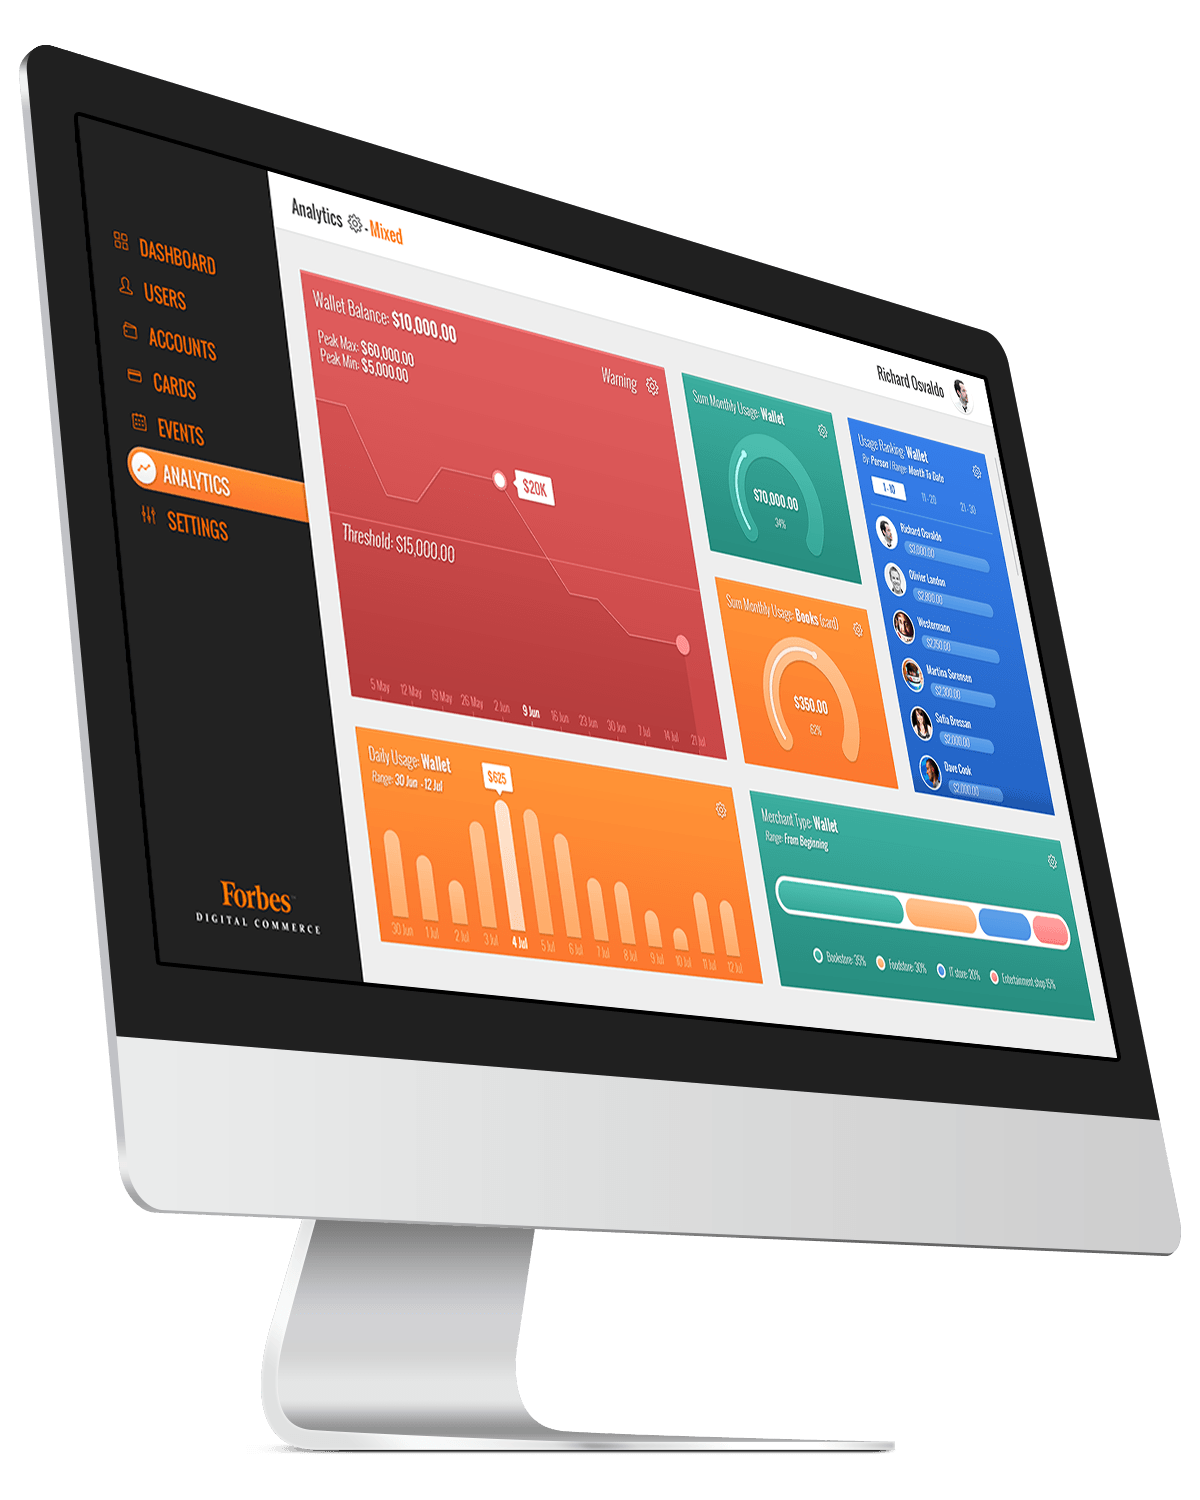 Analytics - Mixed
Richard Osvaldo
DASHBOARD
USERS
ACCOUNTS
CARDS
EVENTS
ANALYTICS
SETTINGS
Forbes™
DIGITAL COMMERCE
Wallet Balance: $10,000.00
Peak Max: $60,000.00
Peak Min: $5,000.00
Warning
$20K
Threshold: $15,000.00
5 May 12 May 19 May 26 May 2 Jun 9 Jun 16 Jun 23 Jun 30 Jun 7 Jul 14 Jul 21 Jul
Sum Monthly Usage: Wallet
$70,000.00
34%
Sum Monthly Usage: Books (card)
$350.00
62%
Usage Ranking: Wallet
By: Person | Range: Month To Date
1 - 10 11 - 20 21 - 30
Richard Osvaldo
$3,000.00
Olivier Landon
$2,800.00
Westermann
$2,750.00
Martina Sorensen
$2,300.00
Sofia Bressan
$2,000.00
Dave Cook
$2,000.00
Daily Usage: Wallet
Range: 30 Jun - 12 Jul
$625
30 Jun 1 Jul 2 Jul 3 Jul 4 Jul 5 Jul 6 Jul 7 Jul 8 Jul 9 Jul 10 Jul 11 Jul 12 Jul
Merchant Type: Wallet
Range: From Beginning
Bookstore: 35% Foodstore: 30% IT store: 20% Entertainment shop 15%